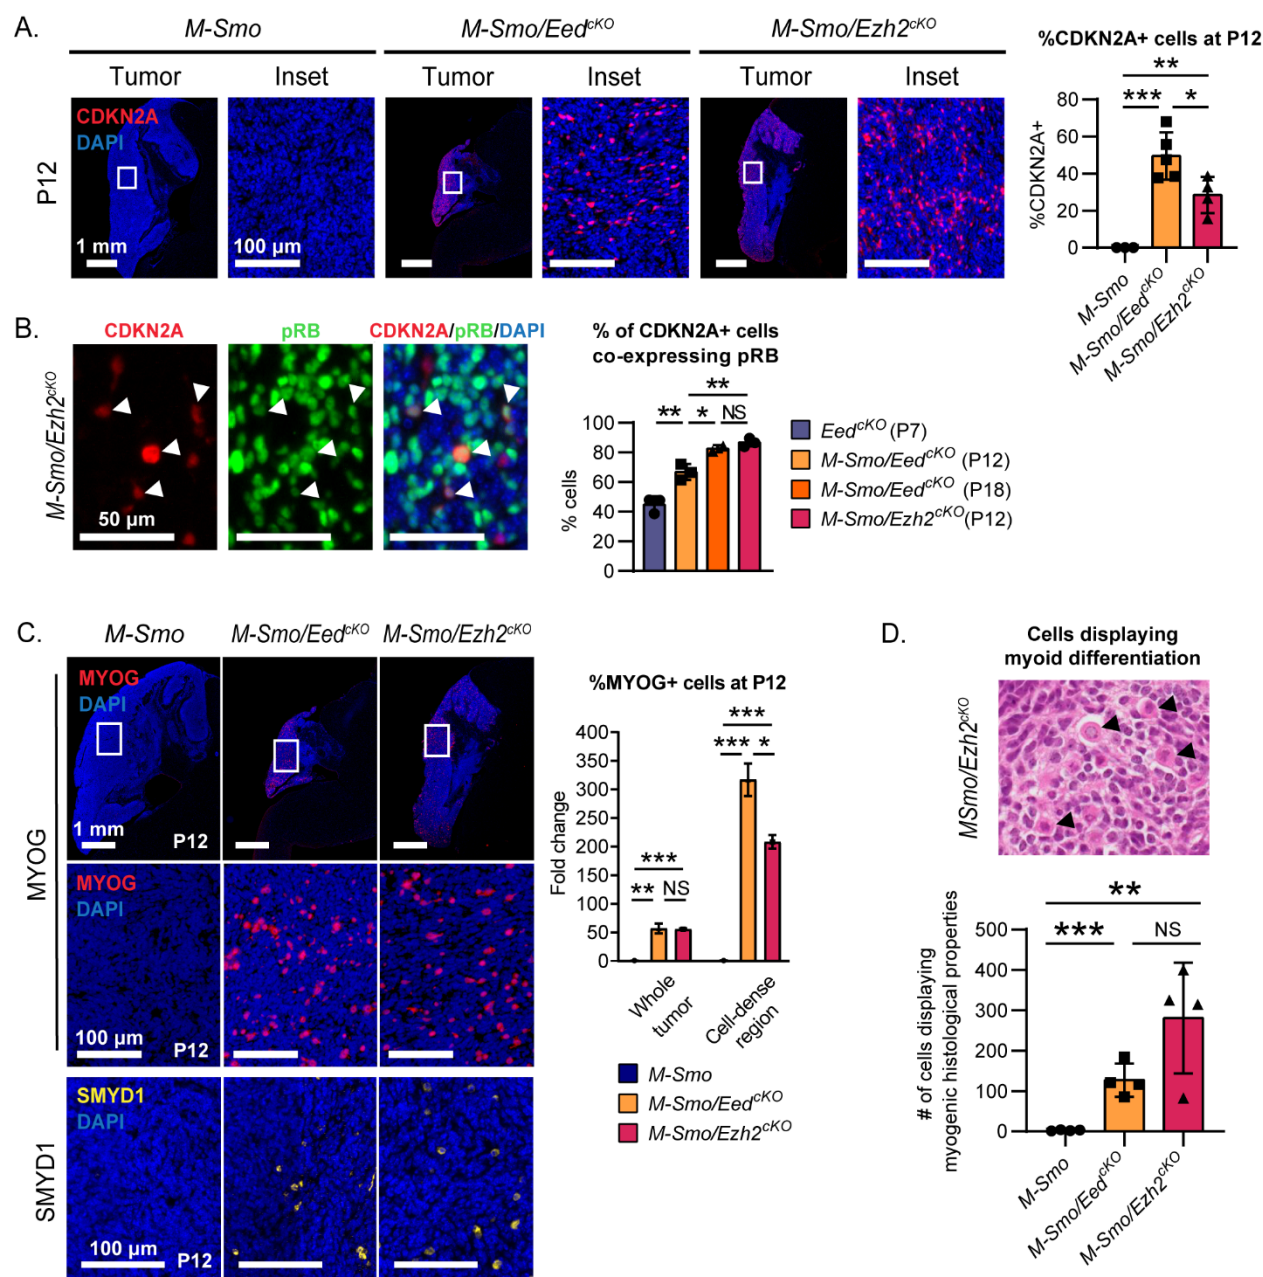 A.
M-Smo
M-Smo/Eed^cKO
M-Smo/Ezh2^cKO
Tumor
Inset
Tumor
Inset
Tumor
Inset
P12
CDKN2A
DAPI
1 mm
100 µm
%CDKN2A+ cells at P12
**
*** *
%CDKN2A+
80
60
40
20
0
M-Smo
M-Smo/Eed^cKO
M-Smo/Ezh2^cKO
B.
CDKN2A
pRB
CDKN2A/pRB/DAPI
M-Smo/Ezh2^cKO
50 µm
% of CDKN2A+ cells
co-expressing pRB
**
** * NS
% cells
100
80
60
40
20
0
Eed^cKO (P7)
M-Smo/Eed^cKO (P12)
M-Smo/Eed^cKO (P18)
M-Smo/Ezh2^cKO (P12)
C.
M-Smo
M-Smo/Eed^cKO
M-Smo/Ezh2^cKO
MYOG
MYOG
DAPI
1 mm
P12
MYOG
DAPI
100 µm
P12
SMYD1
SMYD1
DAPI
100 µm
P12
%MYOG+ cells at P12
Fold change
400
350
300
250
200
150
100
50
0
***
** NS
***
*** *
Whole
tumor
Cell-dense
region
M-Smo
M-Smo/Eed^cKO
M-Smo/Ezh2^cKO
D.
Cells displaying
myoid differentiation
MSmo/Ezh2^cKO
**
*** NS
# of cells displaying
myogenic histological properties
500
400
300
200
100
0
M-Smo
M-Smo/Eed^cKO
M-Smo/Ezh2^cKO